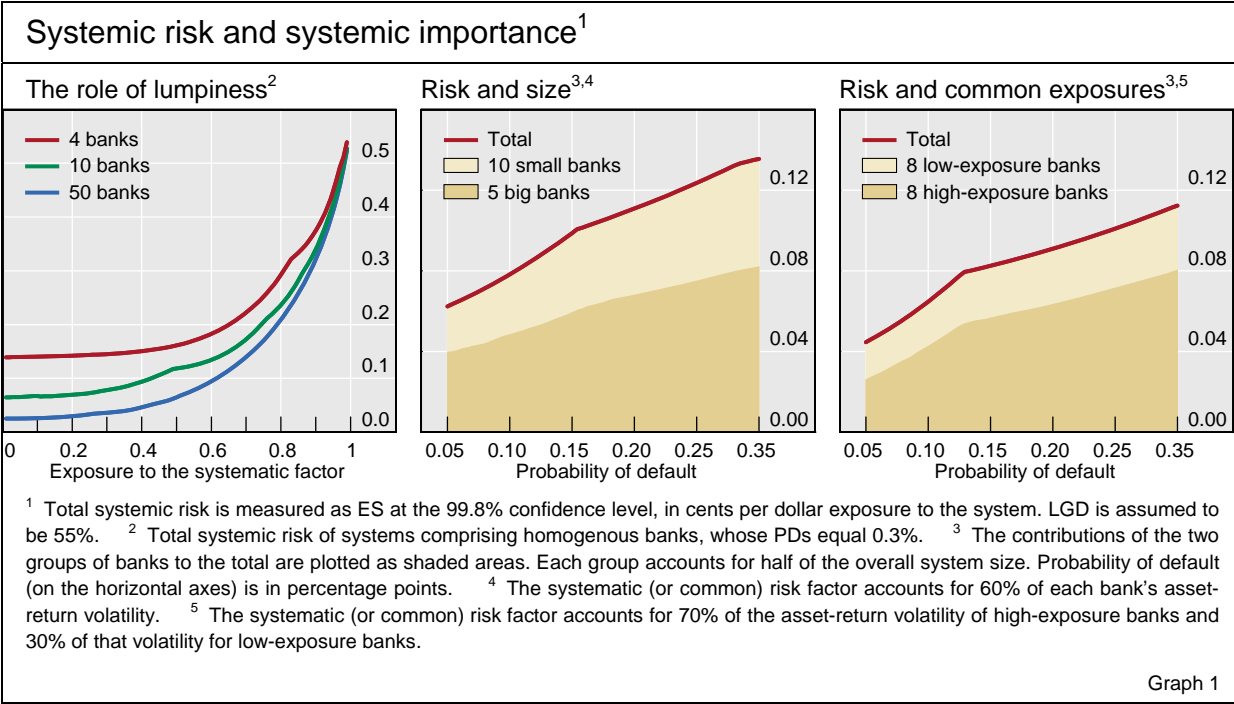 Systemic risk and systemic importance1
The role of lumpiness2
4 banks
10 banks
50 banks
0.5
0.4
0.3
0.2
0.1
0.0
0 0.2 0.4 0.6 0.8 1
Exposure to the systematic factor
Risk and size3,4
Total
10 small banks
5 big banks
0.12
0.08
0.04
0.00
0.05 0.10 0.15 0.20 0.25 0.30 0.35
Probability of default
Risk and common exposures3,5
Total
8 low-exposure banks
8 high-exposure banks
0.12
0.08
0.04
0.00
0.05 0.10 0.15 0.20 0.25 0.30 0.35
Probability of default
1 Total systemic risk is measured as ES at the 99.8% confidence level, in cents per dollar exposure to the system. LGD is assumed to
be 55%. 2 Total systemic risk of systems comprising homogenous banks, whose PDs equal 0.3%. 3 The contributions of the two
groups of banks to the total are plotted as shaded areas. Each group accounts for half of the overall system size. Probability of default
(on the horizontal axes) is in percentage points. 4 The systematic (or common) risk factor accounts for 60% of each bank's asset-
return volatility. 5 The systematic (or common) risk factor accounts for 70% of the asset-return volatility of high-exposure banks and
30% of that volatility for low-exposure banks.
Graph 1